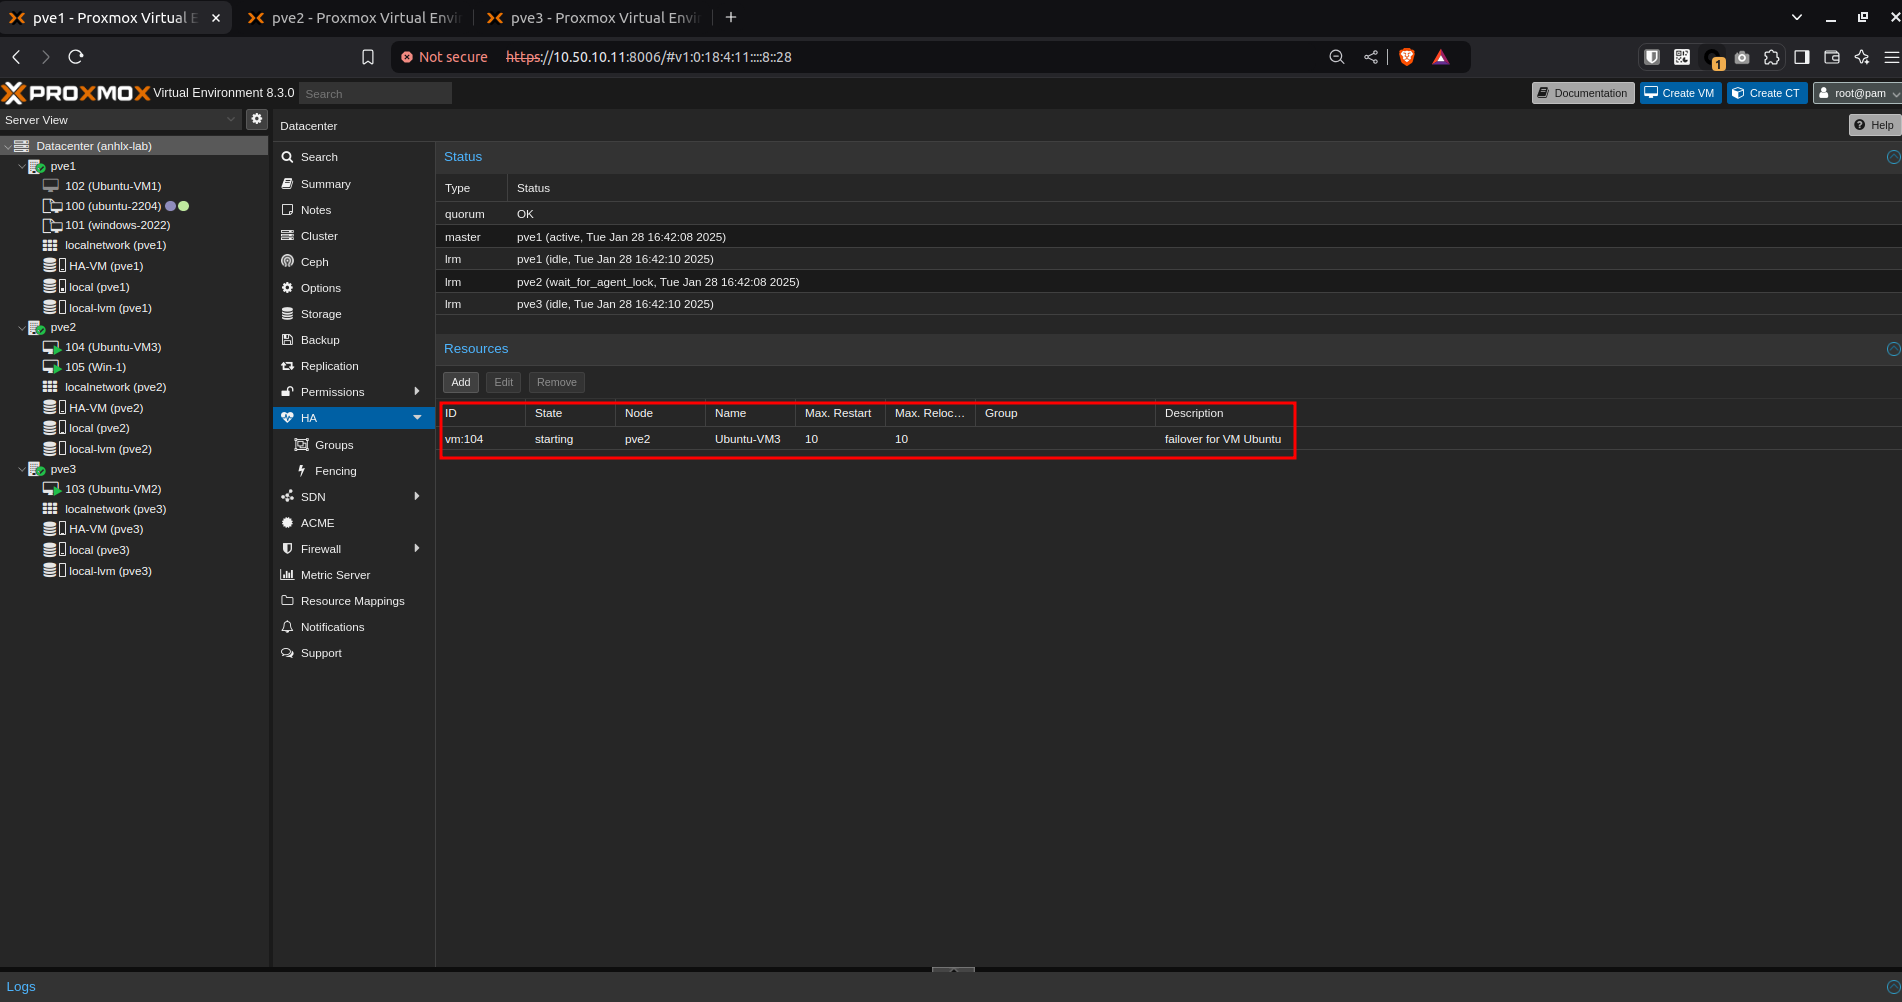 pve1 - Proxmox Virtual E
pve2 - Proxmox Virtual Envi
pve3 - Proxmox Virtual Envi
Not secure https://10.50.10.11:8006/#v1:0:18:4:11::::8::28
1
PROXMOX Virtual Environment 8.3.0 Search
Documentation Create VM Create CT root@pam
Server View
Datacenter
Help
Datacenter (anhlx-lab)
pve1
102 (Ubuntu-VM1)
100 (ubuntu-2204)
101 (windows-2022)
localnetwork (pve1)
HA-VM (pve1)
local (pve1)
local-lvm (pve1)
pve2
104 (Ubuntu-VM3)
105 (Win-1)
localnetwork (pve2)
HA-VM (pve2)
local (pve2)
local-lvm (pve2)
pve3
103 (Ubuntu-VM2)
localnetwork (pve3)
HA-VM (pve3)
local (pve3)
local-lvm (pve3)
Search
Summary
Notes
Cluster
Ceph
Options
Storage
Backup
Replication
Permissions
HA
Groups
Fencing
SDN
ACME
Firewall
Metric Server
Resource Mappings
Notifications
Support
Status
Type Status
quorum OK
master pve1 (active, Tue Jan 28 16:42:08 2025)
lrm pve1 (idle, Tue Jan 28 16:42:10 2025)
lrm pve2 (wait_for_agent_lock, Tue Jan 28 16:42:08 2025)
lrm pve3 (idle, Tue Jan 28 16:42:10 2025)
Resources
Add Edit Remove
ID State Node Name Max. Restart Max. Reloc... Group Description
vm:104 starting pve2 Ubuntu-VM3 10 10 failover for VM Ubuntu
Logs